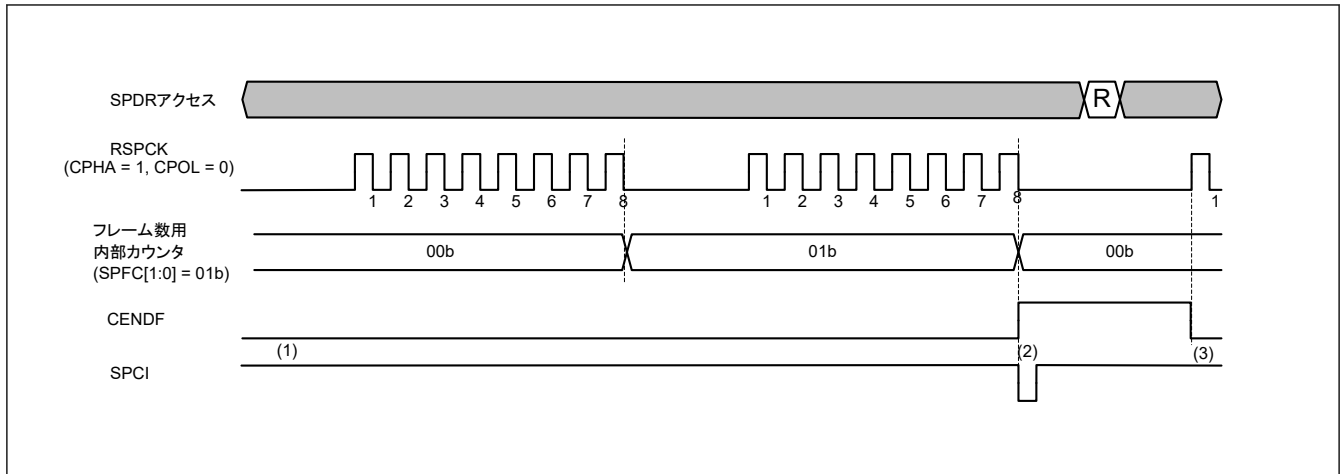 SPDRアクセス
R
RSPCK
(CPHA = 1, CPOL = 0)
1 2 3 4 5 6 7 8 1 2 3 4 5 6 7 8 1
フレーム数用
内部カウンタ
(SPFC[1:0] = 01b)
00b 01b 00b
CENDF
(1) (2) (3)
SPCI